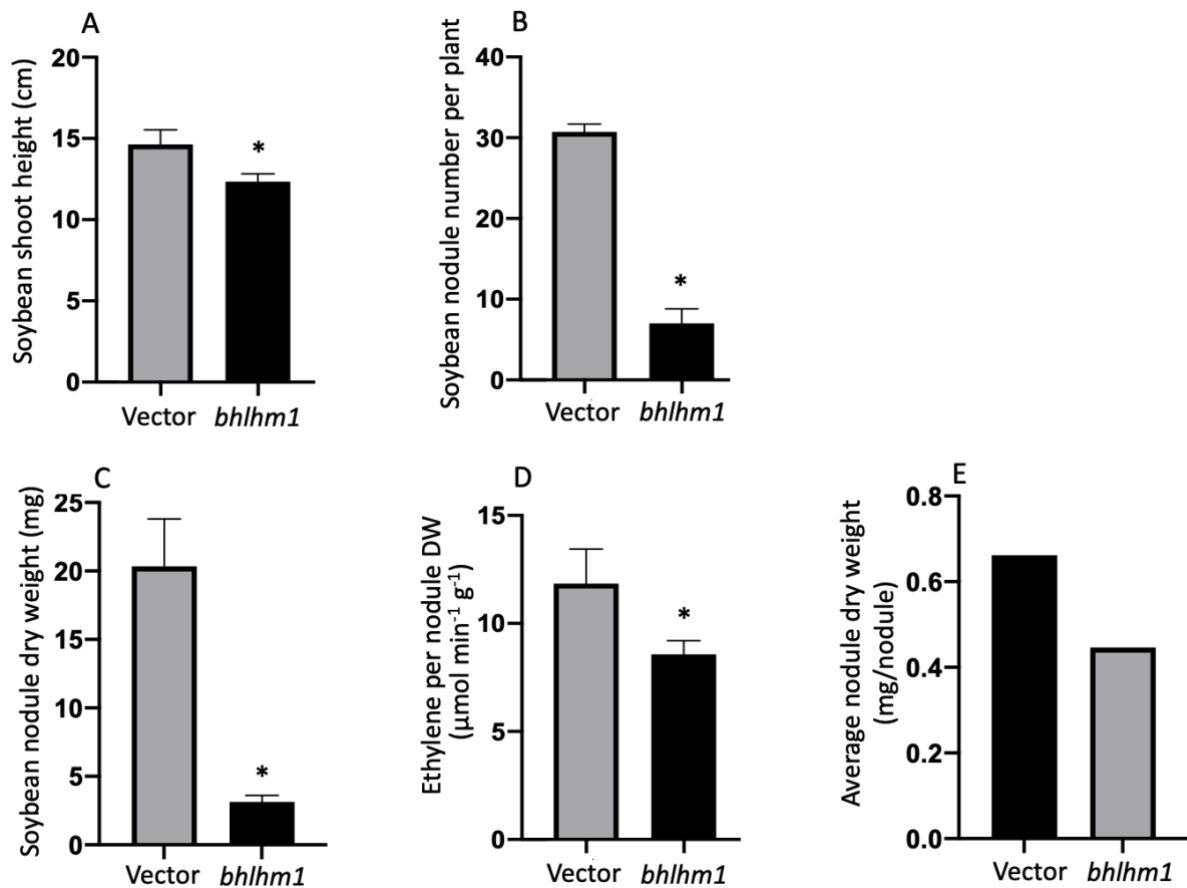 A
Soybean shoot height (cm)
20
15
10
5
0
*
Vector
bhlhm1
B
Soybean nodule number per plant
40
30
20
10
0
*
Vector
bhlhm1
C
Soybean nodule dry weight (mg)
25
20
15
10
5
0
*
Vector
bhlhm1
D
Ethylene per nodule DW
(µmol min⁻¹ g⁻¹)
15
10
5
0
*
Vector
bhlhm1
E
Average nodule dry weight
(mg/nodule)
0.8
0.6
0.4
0.2
0.0
Vector
bhlhm1